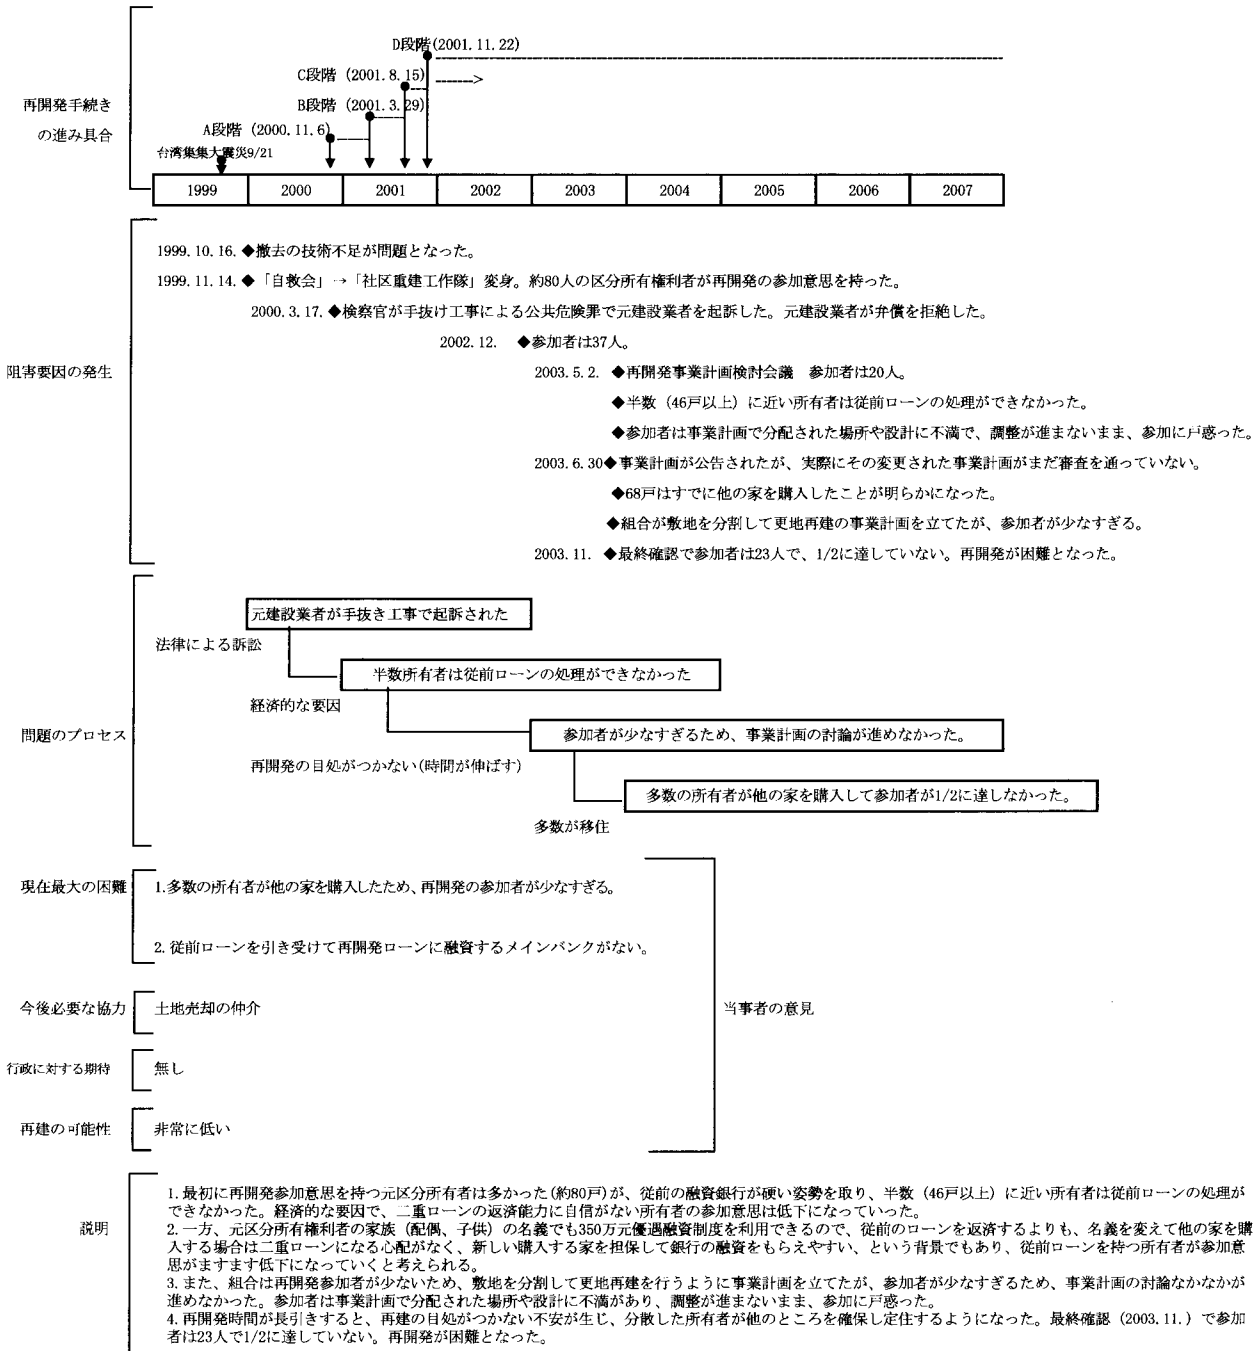 D段階(2001.11.22)
C段階（2001.8.15）
B段階（2001.3.29）
A段階（2000.11.6）
台湾集集大震災9/21
再開発手続き
の進み具合
1999 2000 2001 2002 2003 2004 2005 2006 2007
阻害要因の発生
1999.10.16.◆撤去の技術不足が問題となった。
1999.11.14.◆「自救会」→「社区重建工作隊」変身。約80人の区分所有権利者が再開発の参加意思を持った。
2000.3.17.◆検察官が手抜け工事による公共危険罪で元建設業者を起訴した。元建設業者が弁償を拒絶した。
2002.12. ◆参加者は37人。
2003.5.2. ◆再開発事業計画検討会議　参加者は20人。
◆半数（46戸以上）に近い所有者は従前ローンの処理ができなかった。
◆参加者は事業計画で分配された場所や設計に不満で、調整が進まないまま、参加に戸惑った。
2003.6.30◆事業計画が公告されたが、実際にその変更された事業計画がまだ審査を通っていない。
◆68戸はすでに他の家を購入したことが明らかになった。
◆組合が敷地を分割して更地再建の事業計画を立てたが、参加者が少なすぎる。
2003.11. ◆最終確認で参加者は23人で、1/2に達していない。再開発が困難となった。
問題のプロセス
元建設業者が手抜き工事で起訴された
法律による訴訟
半数所有者は従前ローンの処理ができなかった
経済的な要因
参加者が少なすぎるため、事業計画の討論が進めなかった。
再開発の目処がつかない(時間が伸ばす)
多数の所有者が他の家を購入して参加者が1/2に達しなかった。
多数が移住
現在最大の困難
1.多数の所有者が他の家を購入したため、再開発の参加者が少なすぎる。
2.従前ローンを引き受けて再開発ローンに融資するメインバンクがない。
今後必要な協力
土地売却の仲介
当事者の意見
行政に対する期待
無し
再建の可能性
非常に低い
説明
1.最初に再開発参加意思を持つ元区分所有者は多かった(約80戸)が、従前の融資銀行が硬い姿勢を取り、半数（46戸以上）に近い所有者は従前ローンの処理が
できなかった。経済的な要因で、二重ローンの返済能力に自信がない所有者の参加意思は低下になっていった。
2.一方、元区分所有権利者の家族（配偶、子供）の名義でも350万元優遇融資制度を利用できるので、従前のローンを返済するよりも、名義を変えて他の家を購
入する場合は二重ローンになる心配がなく、新しい購入する家を担保して銀行の融資をもらえやすい、という背景でもあり、従前ローンを持つ所有者が参加意
思がますます低下になっていくと考えられる。
3.また、組合は再開発参加者が少ないため、敷地を分割して更地再建を行うように事業計画を立てたが、参加者が少なすぎるため、事業計画の討論なかなかが
進めなかった。参加者は事業計画で分配された場所や設計に不満があり、調整が進まないまま、参加に戸惑った。
4.再開発時間が長引きすると、再建の目処がつかない不安が生じ、分散した所有者が他のところを確保し定住するようになった。最終確認（2003.11.）で参加
者は23人で1/2に達していない。再開発が困難となった。